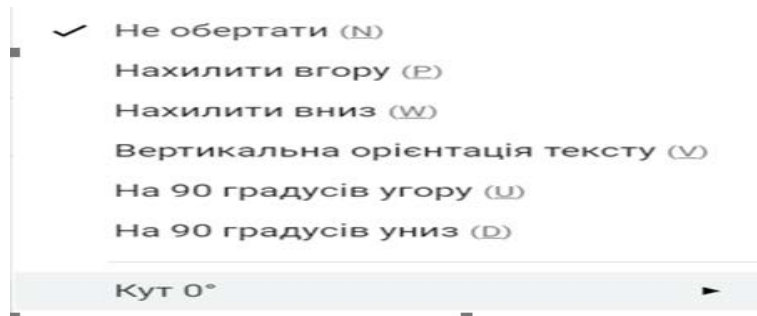 Не обертати (N)
Нахилити вгору (P)
Нахилити вниз (W)
Вертикальна орієнтація тексту (V)
На 90 градусів угору (U)
На 90 градусів униз (D)
Кут 0°